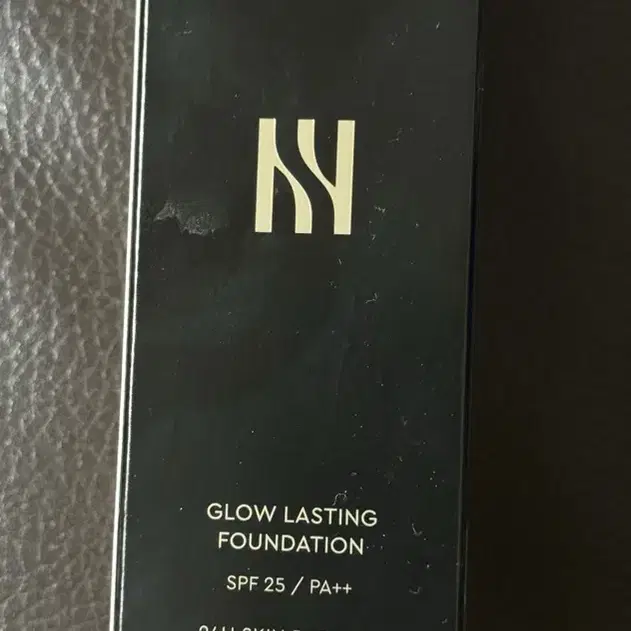 GLOW LASTING
FOUNDATION
SPF 25 / PA++